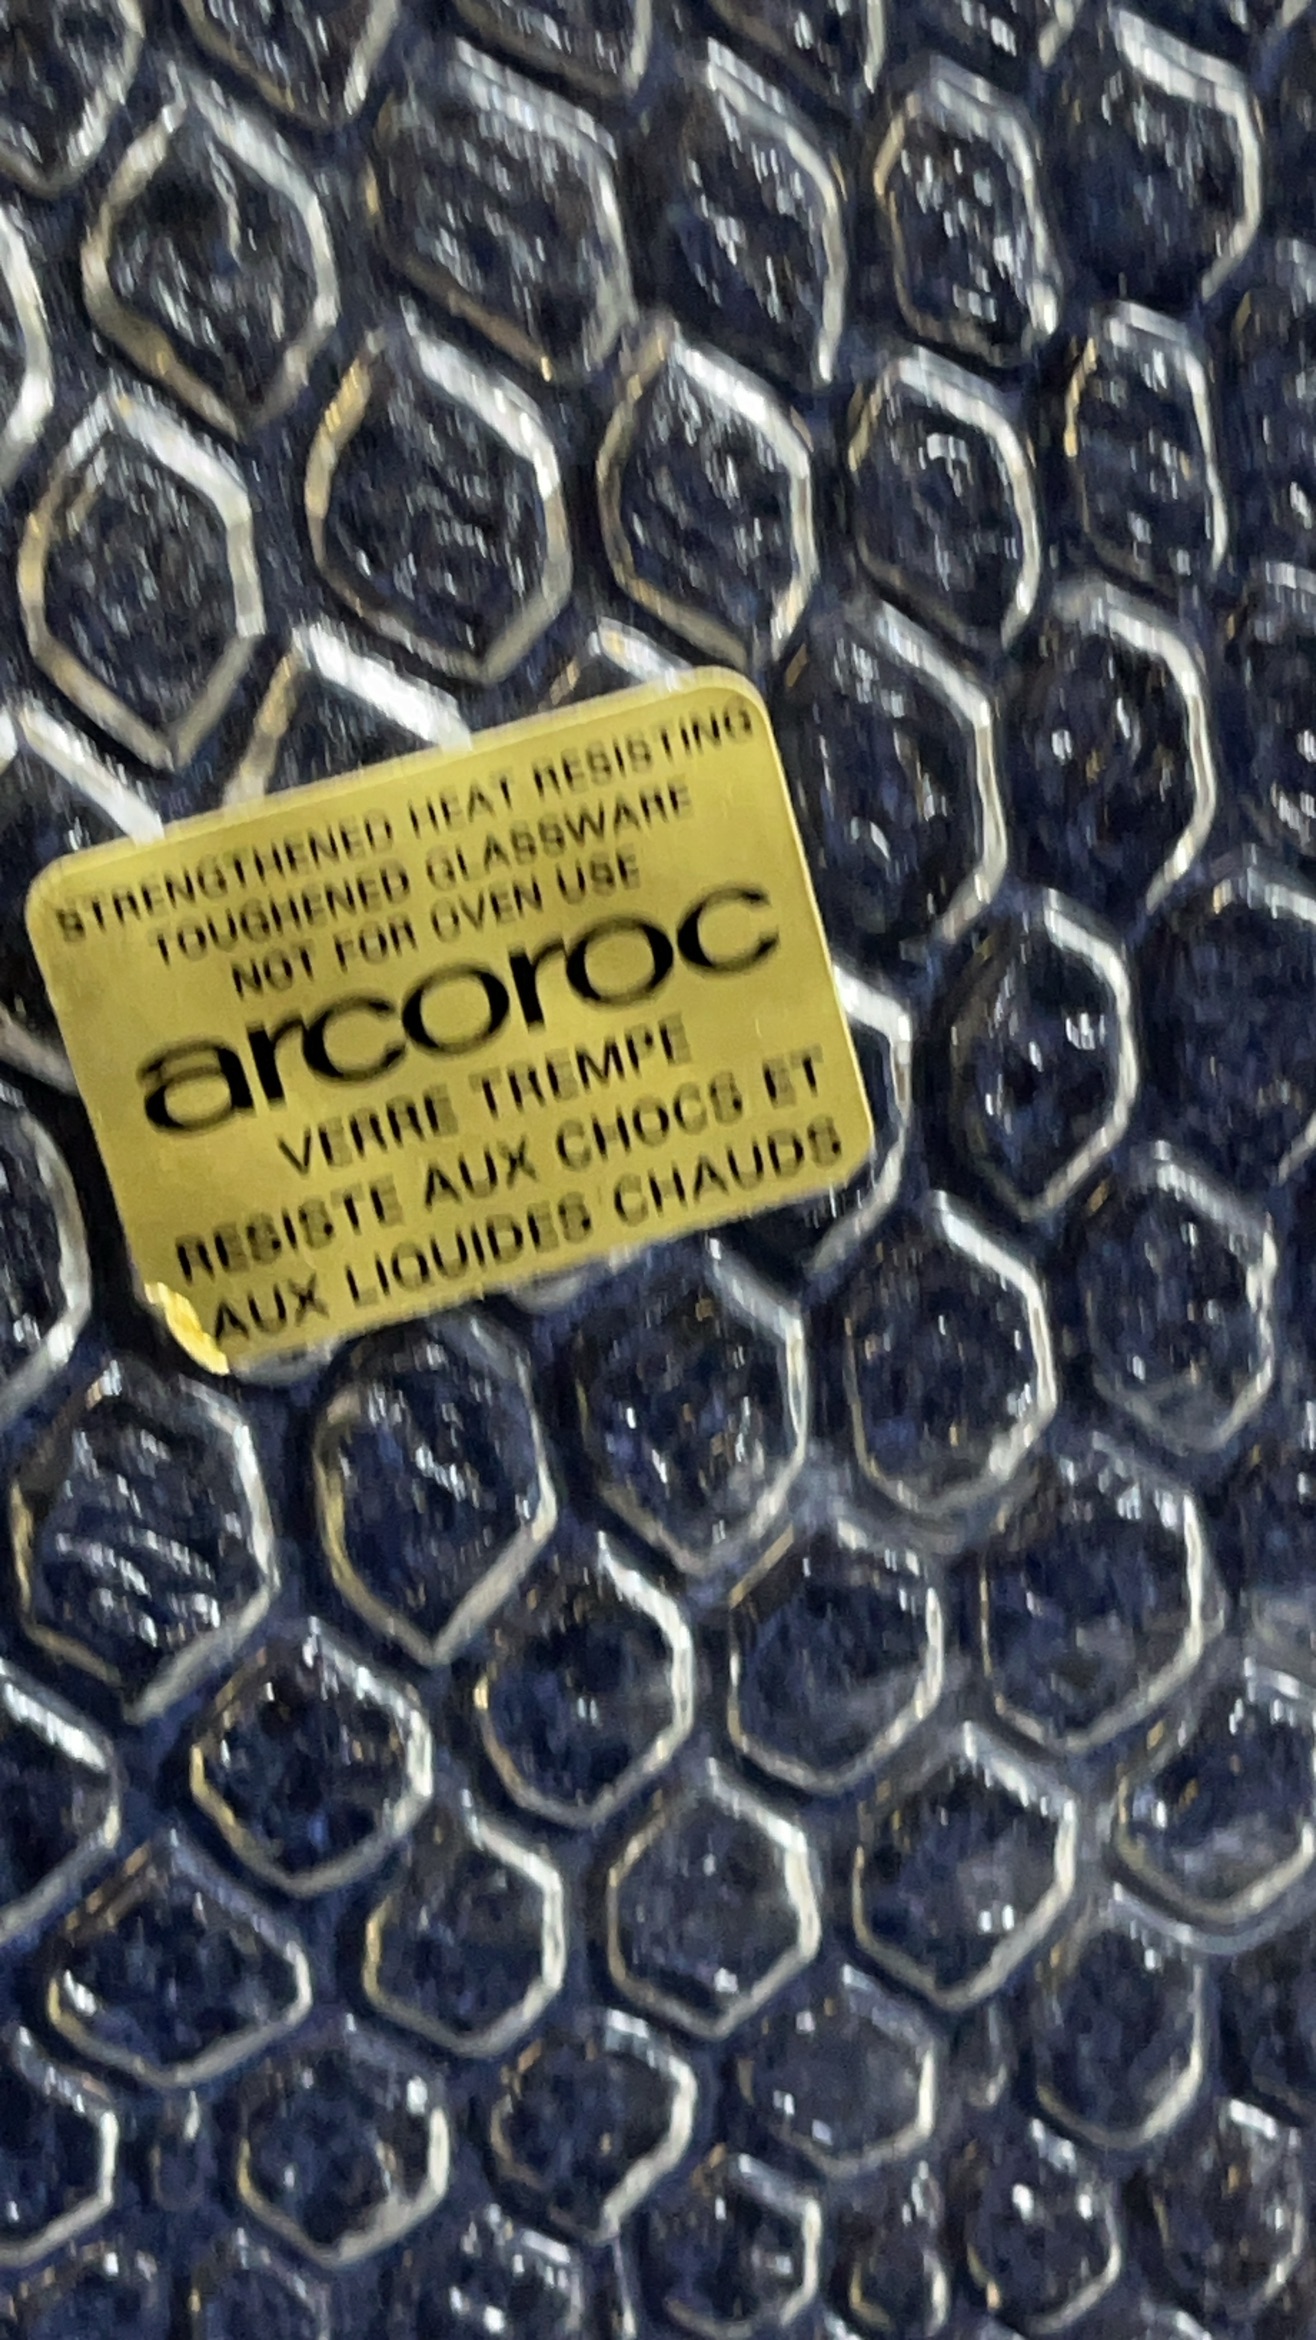 STRENGTHENED HEAT RESISTING
TOUGHENED GLASSWARE
NOT FOR OVEN USE
arcoroc
VERRE TREMPE
RESISTE AUX CHOCS ET
AUX LIQUIDES CHAUDS